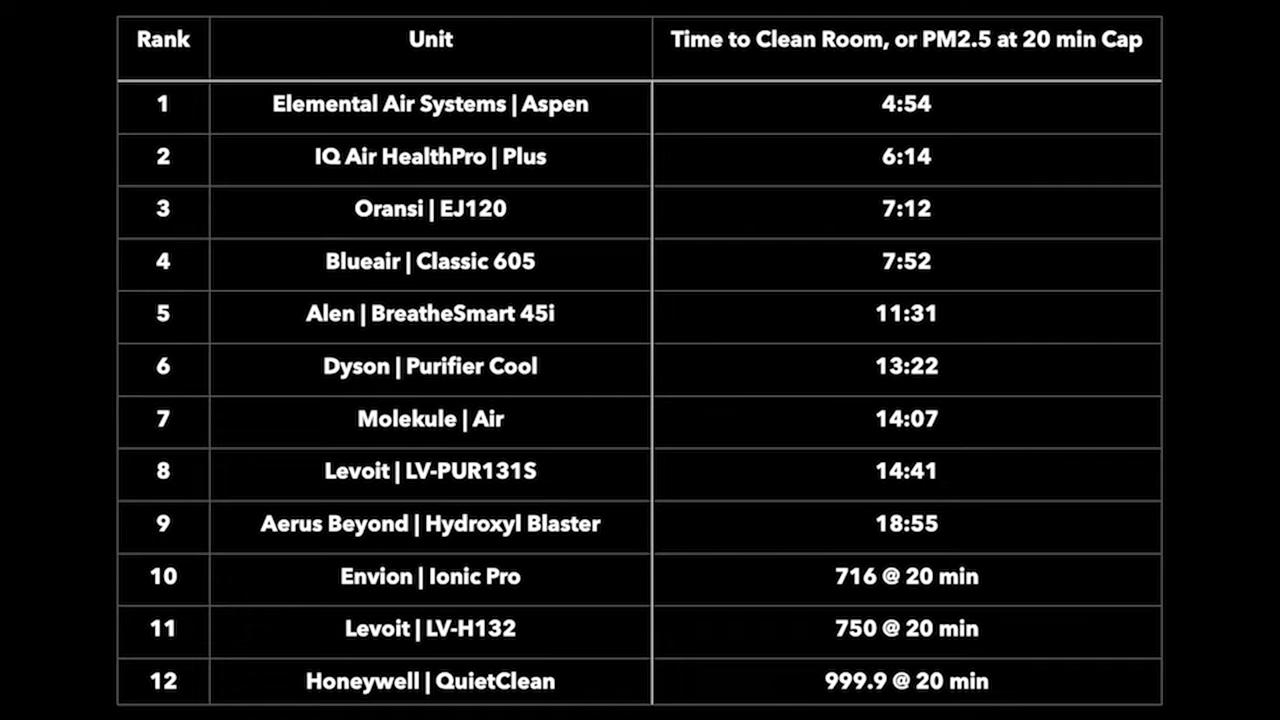 Rank Unit Time to Clean Room, or PM2.5 at 20 min Cap
1 Elemental Air Systems | Aspen 4:54
2 IQ Air HealthPro | Plus 6:14
3 Oransi | EJ120 7:12
4 Blueair | Classic 605 7:52
5 Alen | BreatheSmart 45i 11:31
6 Dyson | Purifier Cool 13:22
7 Molekule | Air 14:07
8 Levoit | LV-PUR131S 14:41
9 Aerus Beyond | Hydroxyl Blaster 18:55
10 Envion | Ionic Pro 716 @ 20 min
11 Levoit | LV-H132 750 @ 20 min
12 Honeywell | QuietClean 999.9 @ 20 min